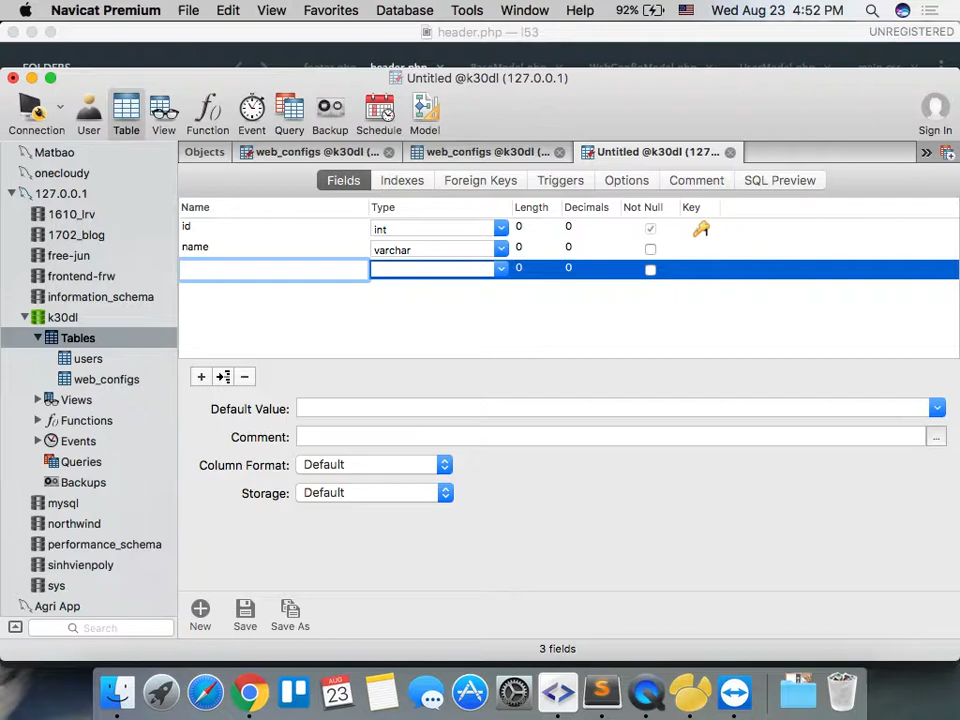 Navicat Premium File Edit View Favorites Database Tools Window Help 92% Wed Aug 23 4:52 PM
header.php — l53 UNREGISTERED
FOLDERS
Untitled @k30dl (127.0.0.1)
Connection User Table View Function Event Query Backup Schedule Model Sign In
Matbao
onecloudy
127.0.0.1
1610_lrv
1702_blog
free-jun
frontend-frw
information_schema
k30dl
Tables
users
web_configs
Views
Functions
Events
Queries
Backups
mysql
northwind
performance_schema
sinhvienpoly
sys
Agri App
Search
Objects web_configs @k30dl (... web_configs @k30dl (... Untitled @k30dl (127... »
Fields Indexes Foreign Keys Triggers Options Comment SQL Preview
Name Type Length Decimals Not Null Key
id int 0 0
name varchar 0 0
0 0
Default Value:
Comment: ...
Column Format: Default
Storage: Default
New Save Save As
3 fields
AUG
23